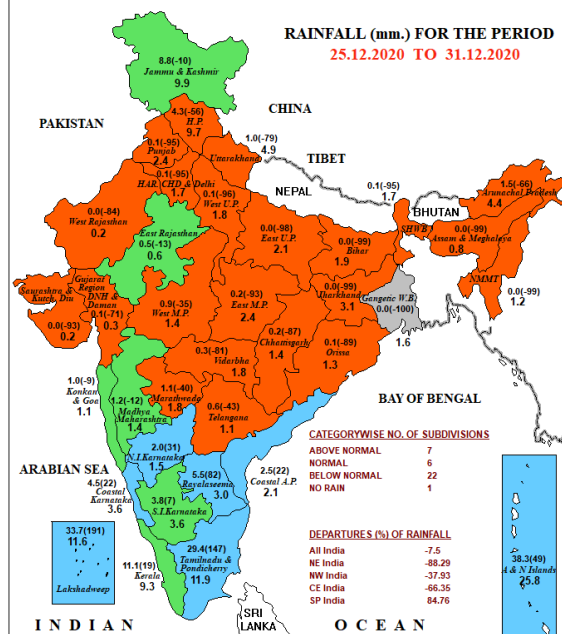 RAINFALL (mm.) FOR THE PERIOD
25.12.2020 TO 31.12.2020
8.8(-10)
Jammu & Kashmir
9.9
CHINA
PAKISTAN
4.3(-56)
H.P.
9.7
0.1(-95)
Punjab
2.4
1.0(-79)
4.9
Uttarakhand
TIBET
0.1(-95)
HAR. CHD & Delhi
1.7
NEPAL
0.1(-96)
West U.P.
1.8
0.1(-95)
1.7
BHUTAN
1.5(-66)
Arunachal Pradesh
4.4
0.0(-84)
West Rajasthan
0.2
East Rajasthan
0.5(-13)
0.6
0.0(-98)
East U.P.
2.1
0.0(-99)
Bihar
1.9
SHWB
0.0(-99)
Assam & Meghalaya
0.8
NMMT
0.0(-99)
1.2
Saurashtra &
Kutch, Diu
0.0(-93)
0.2
Gujarat
Region
DNH &
Daman
0.1(-71)
0.3
0.9(-35)
West M.P.
1.4
0.2(-93)
East M.P.
2.4
0.0(-99)
Jharkhand
3.1
Gangetic W.B.
0.0(-100)
1.6
0.2(-87)
Chhattisgarh
1.4
0.1(-89)
Orissa
1.3
0.3(-81)
Vidarbha
1.8
1.0(-9)
Konkan
& Goa
1.1
1.2(-12)
Madhya
Maharashtra
1.4
1.1(-40)
Marathwada
1.8
0.6(-43)
Telangana
1.1
BAY OF BENGAL
ARABIAN SEA
2.0(31)
N.I.Karnataka
1.5
4.5(22)
Coastal
Karnataka
3.6
5.5(82)
Rayalaseema
3.0
2.5(22)
Coastal A.P.
2.1
3.8(7)
S.I.Karnataka
3.6
CATEGORYWISE NO. OF SUBDIVISIONS
ABOVE NORMAL 7
NORMAL 6
BELOW NORMAL 22
NO RAIN 1
DEPARTURES (%) OF RAINFALL
All India -7.5
NE India -88.29
NW India -37.93
CE India -66.35
SP India 84.76
33.7(191)
11.6
Lakshadweep
11.1(19)
Kerala
9.3
29.4(147)
Tamilnadu &
Pondicherry
11.9
38.3(49)
A & N Islands
25.8
SRI
LANKA
INDIAN OCEAN